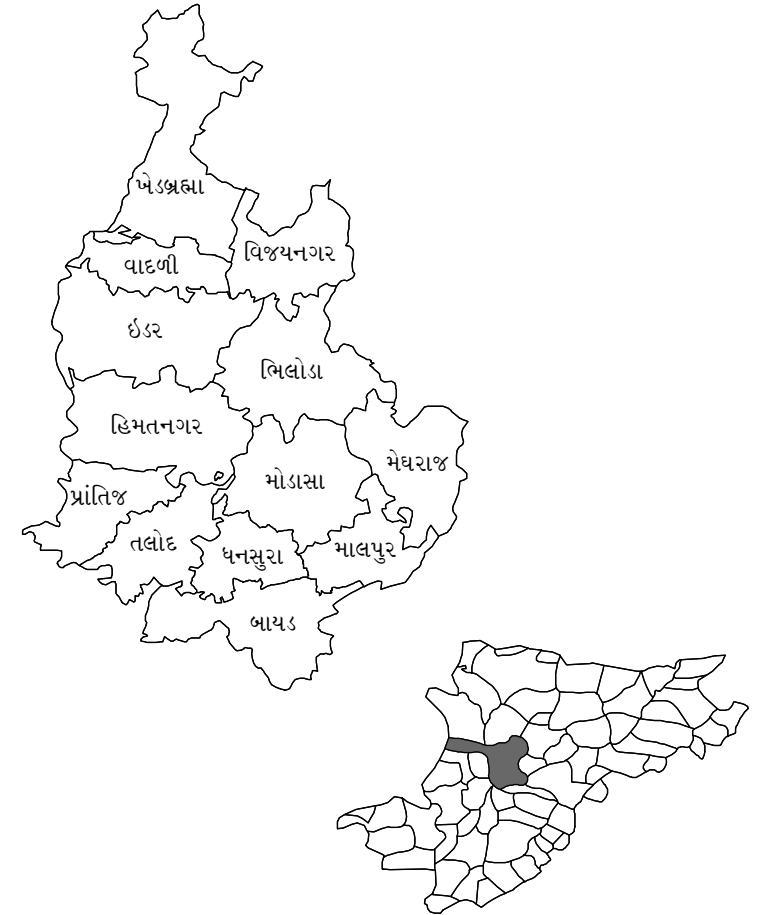 ખેડબ્રહ્મા
વિજયનગર
વાદળી
ઇડર
ભિલોડા
હિમતનગર
મેઘરાજ
મોડાસા
પ્રાંતિજ
તલોદ
ધનસુરા
માલપુર
બાયડ